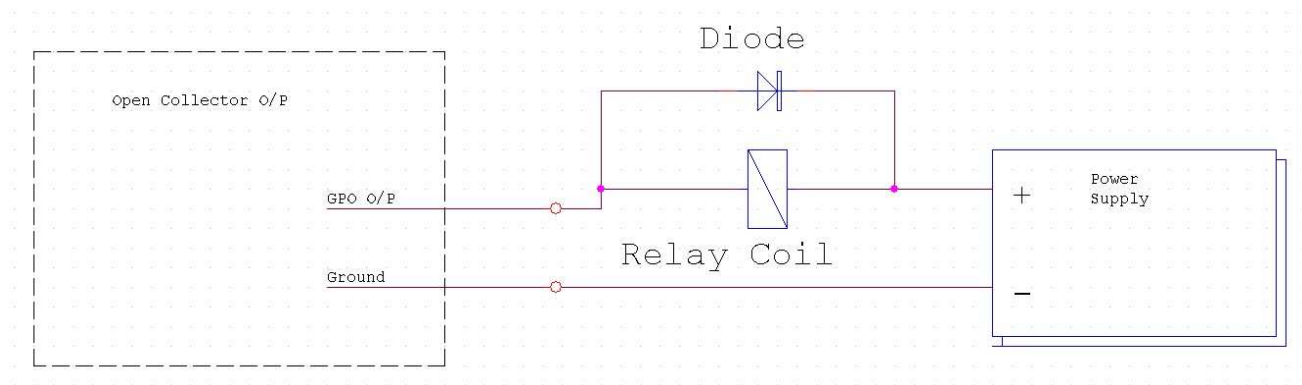 Diode
Open Collector O/P
Power
Supply
GPO O/P
+
Relay Coil
Ground
−